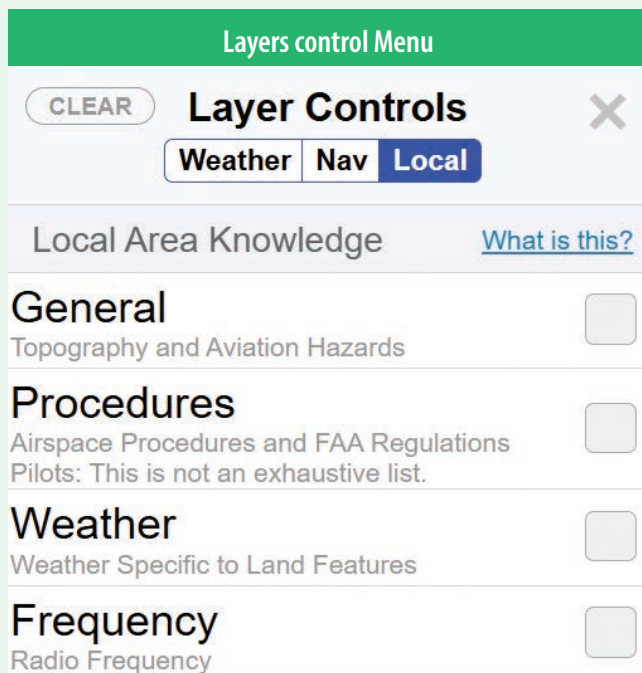 Layers control Menu
CLEAR Layer Controls ×
Weather Nav Local
Local Area Knowledge What is this?
General
Topography and Aviation Hazards
Procedures
Airspace Procedures and FAA Regulations
Pilots: This is not an exhaustive list.
Weather
Weather Specific to Land Features
Frequency
Radio Frequency